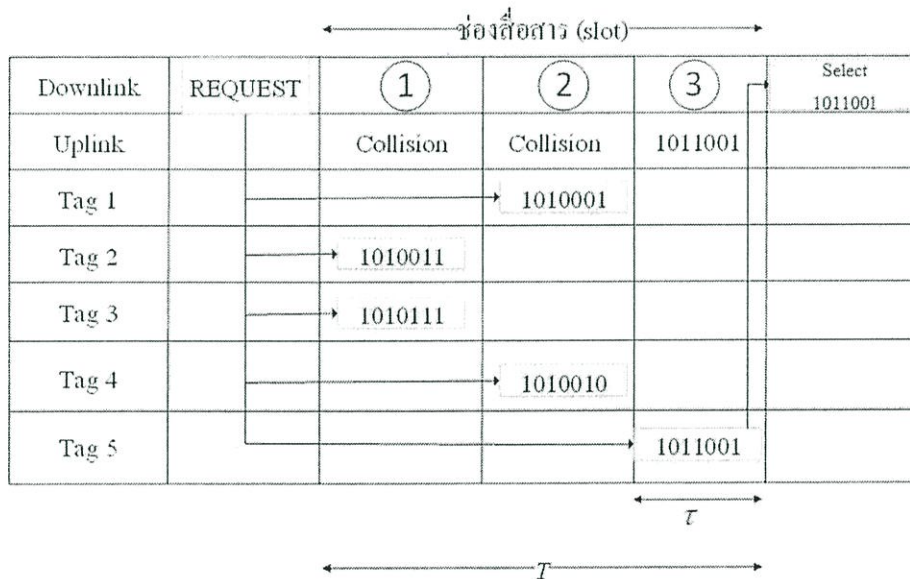 ช่องสื่อสาร (slot)
Downlink REQUEST 1 2 3 Select 1011001
Uplink Collision Collision 1011001
Tag 1 1010001
Tag 2 1010011
Tag 3 1010111
Tag 4 1010010
Tag 5 1011001
τ
T